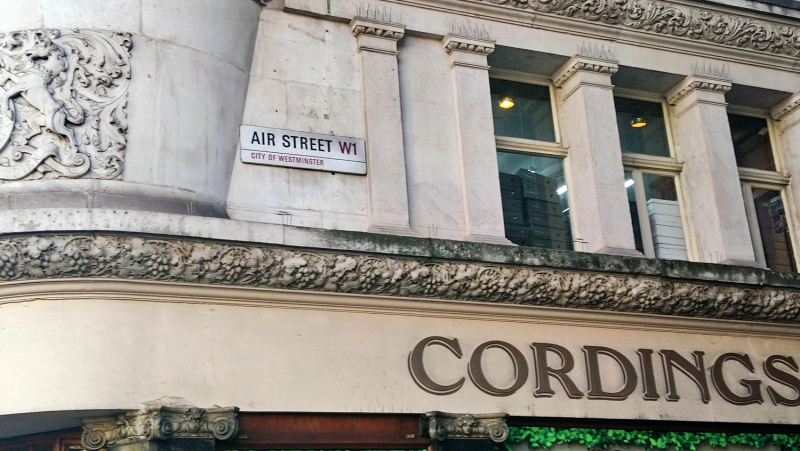 AIR STREET W1
CITY OF WESTMINSTER
CORDINGS